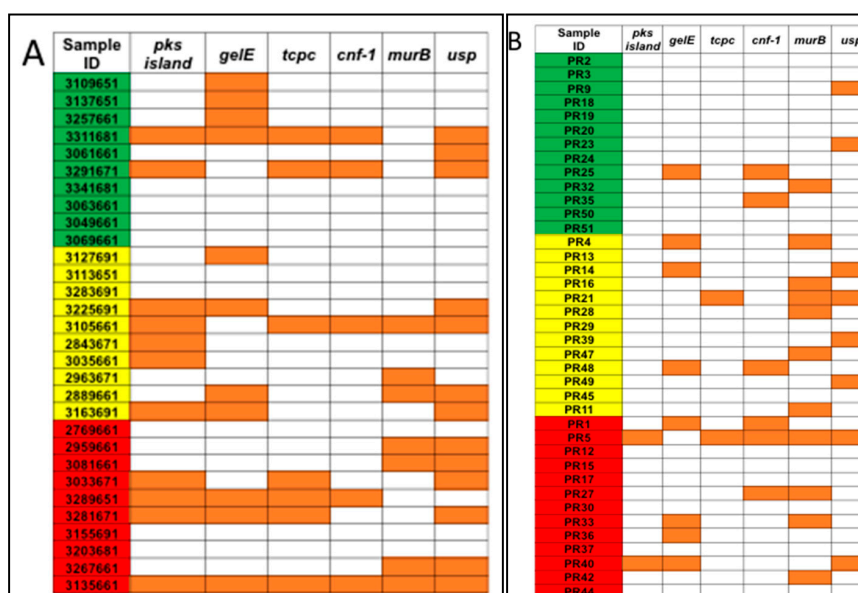 A
Sample ID pks island gelE tcpc cnf-1 murB usp
3109651
3137651
3257661
3311681
3061661
3291671
3341681
3063661
3049661
3069661
3127691
3113651
3283691
3225691
3105661
2843671
3035661
2963671
2889661
3163691
2769661
2959661
3081661
3033671
3289651
3281671
3155691
3203681
3267661
3135661
B
Sample ID pks island gelE tcpc cnf-1 murB usp
PR2
PR3
PR9
PR18
PR19
PR20
PR23
PR24
PR25
PR32
PR35
PR50
PR51
PR4
PR13
PR14
PR16
PR21
PR28
PR29
PR39
PR47
PR48
PR49
PR45
PR11
PR1
PR5
PR12
PR15
PR17
PR27
PR30
PR33
PR36
PR37
PR40
PR42
PR44